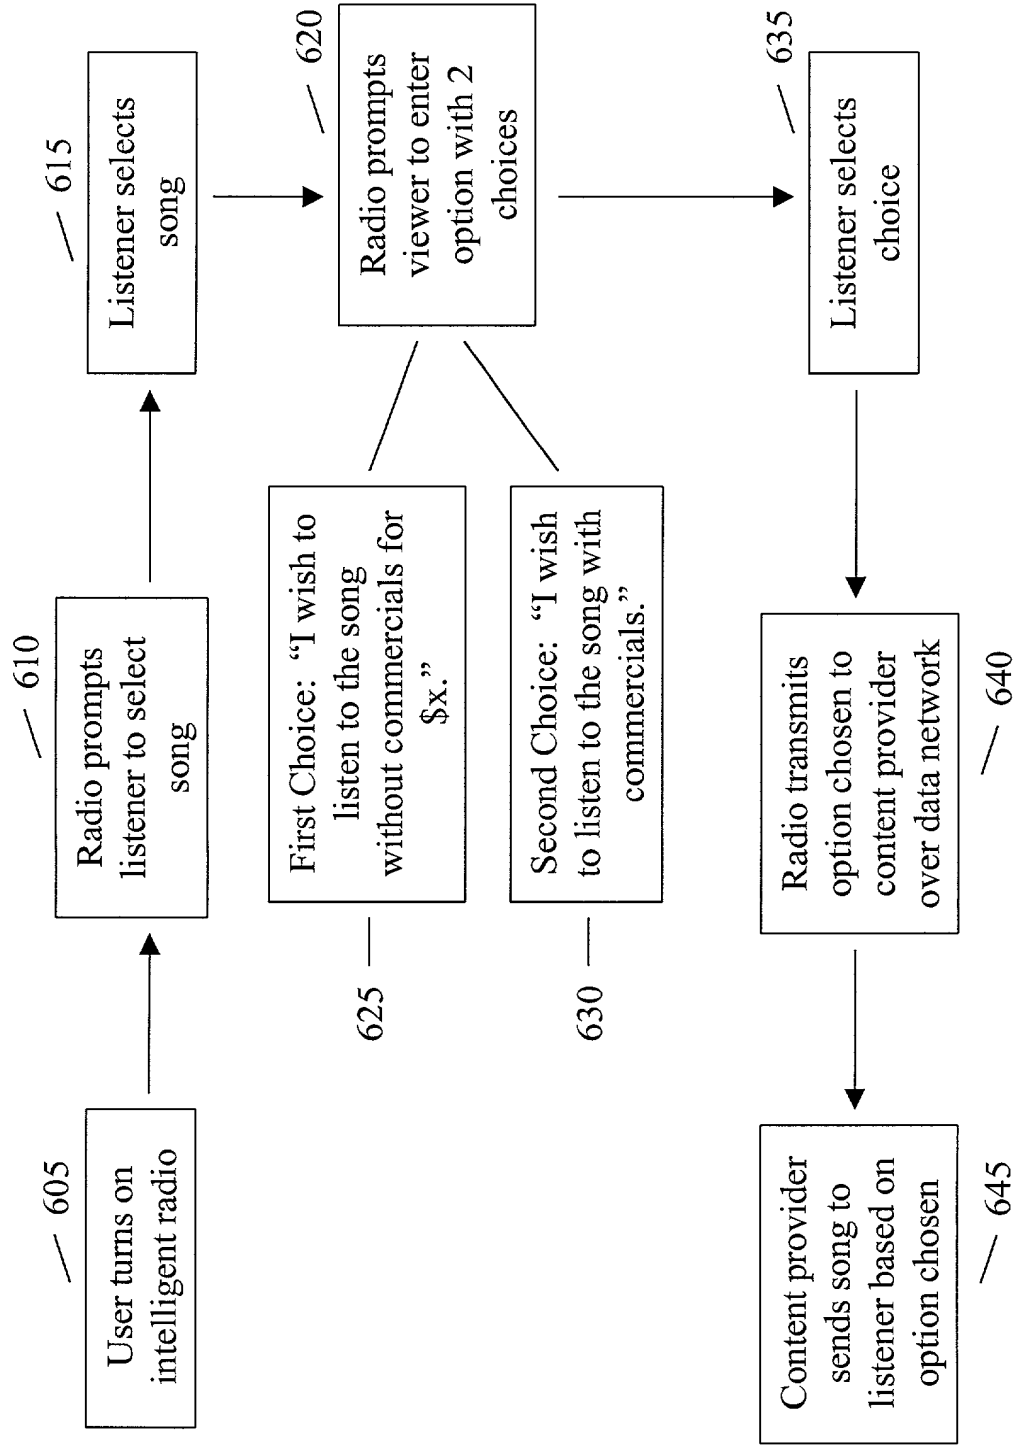 605
User turns on
intelligent radio
610
Radio prompts
listener to select
song
615
Listener selects
song
620
Radio prompts
viewer to enter
option with 2
choices
625
First Choice: “I wish to
listen to the song
without commercials for
$x.”
630
Second Choice: “I wish
to listen to the song with
commercials.”
635
Listener selects
choice
Radio transmits
option chosen to
content provider
over data network
640
Content provider
sends song to
listener based on
option chosen
645